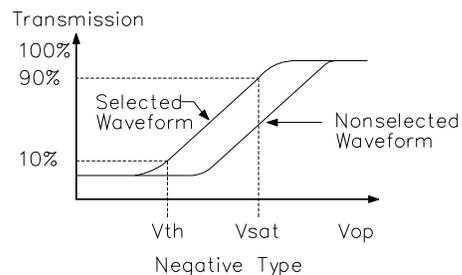 Transmission
100%
90%
Selected
Waveform
Nonselected
Waveform
10%
Vth
Vsat
Vop
Negative Type